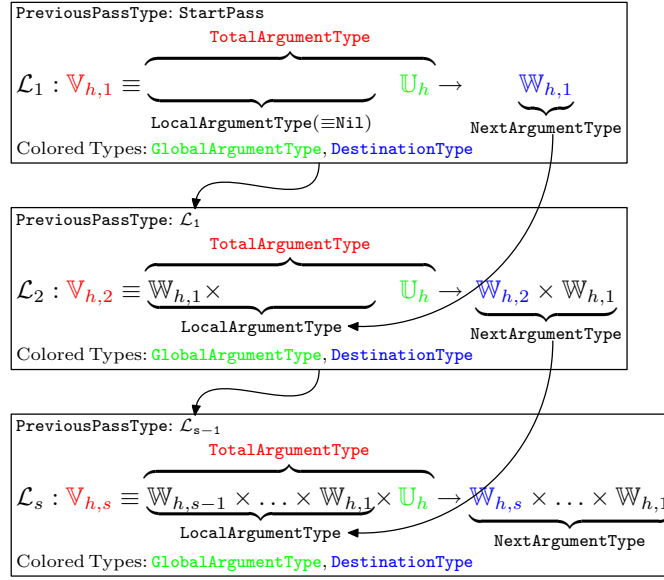 PreviousPassType: StartPass
TotalArgumentType
ℒ₁ : 𝕍ₕ,₁ ≡ 𝕌ₕ → 𝕎ₕ,₁
LocalArgumentType(≡Nil)
NextArgumentType
Colored Types: GlobalArgumentType, DestinationType
PreviousPassType: ℒ₁
TotalArgumentType
ℒ₂ : 𝕍ₕ,₂ ≡ 𝕎ₕ,₁ × 𝕌ₕ → 𝕎ₕ,₂ × 𝕎ₕ,₁
LocalArgumentType
NextArgumentType
Colored Types: GlobalArgumentType, DestinationType
PreviousPassType: ℒₛ₋₁
TotalArgumentType
ℒₛ : 𝕍ₕ,ₛ ≡ 𝕎ₕ,ₛ₋₁ × … × 𝕎ₕ,₁ × 𝕌ₕ → 𝕎ₕ,ₛ × … × 𝕎ₕ,₁
LocalArgumentType
NextArgumentType
Colored Types: GlobalArgumentType, DestinationType